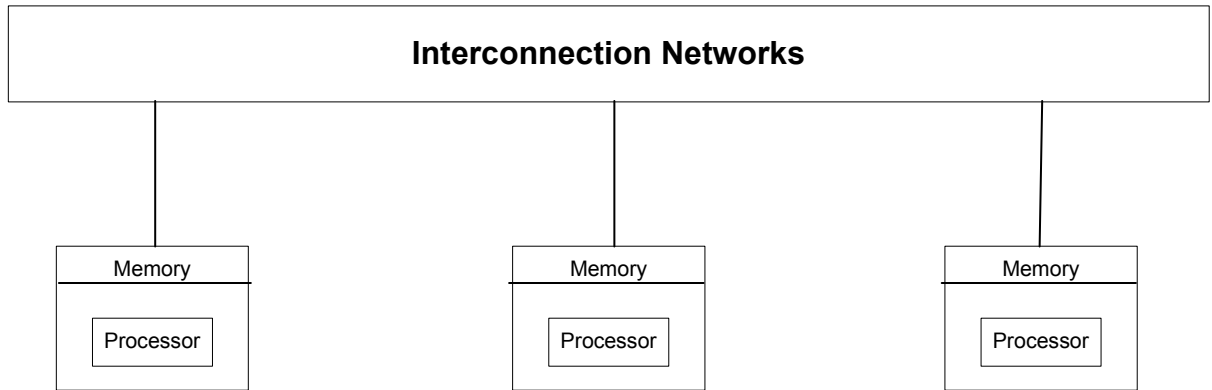 Interconnection Networks
Memory
Memory
Memory
Processor
Processor
Processor